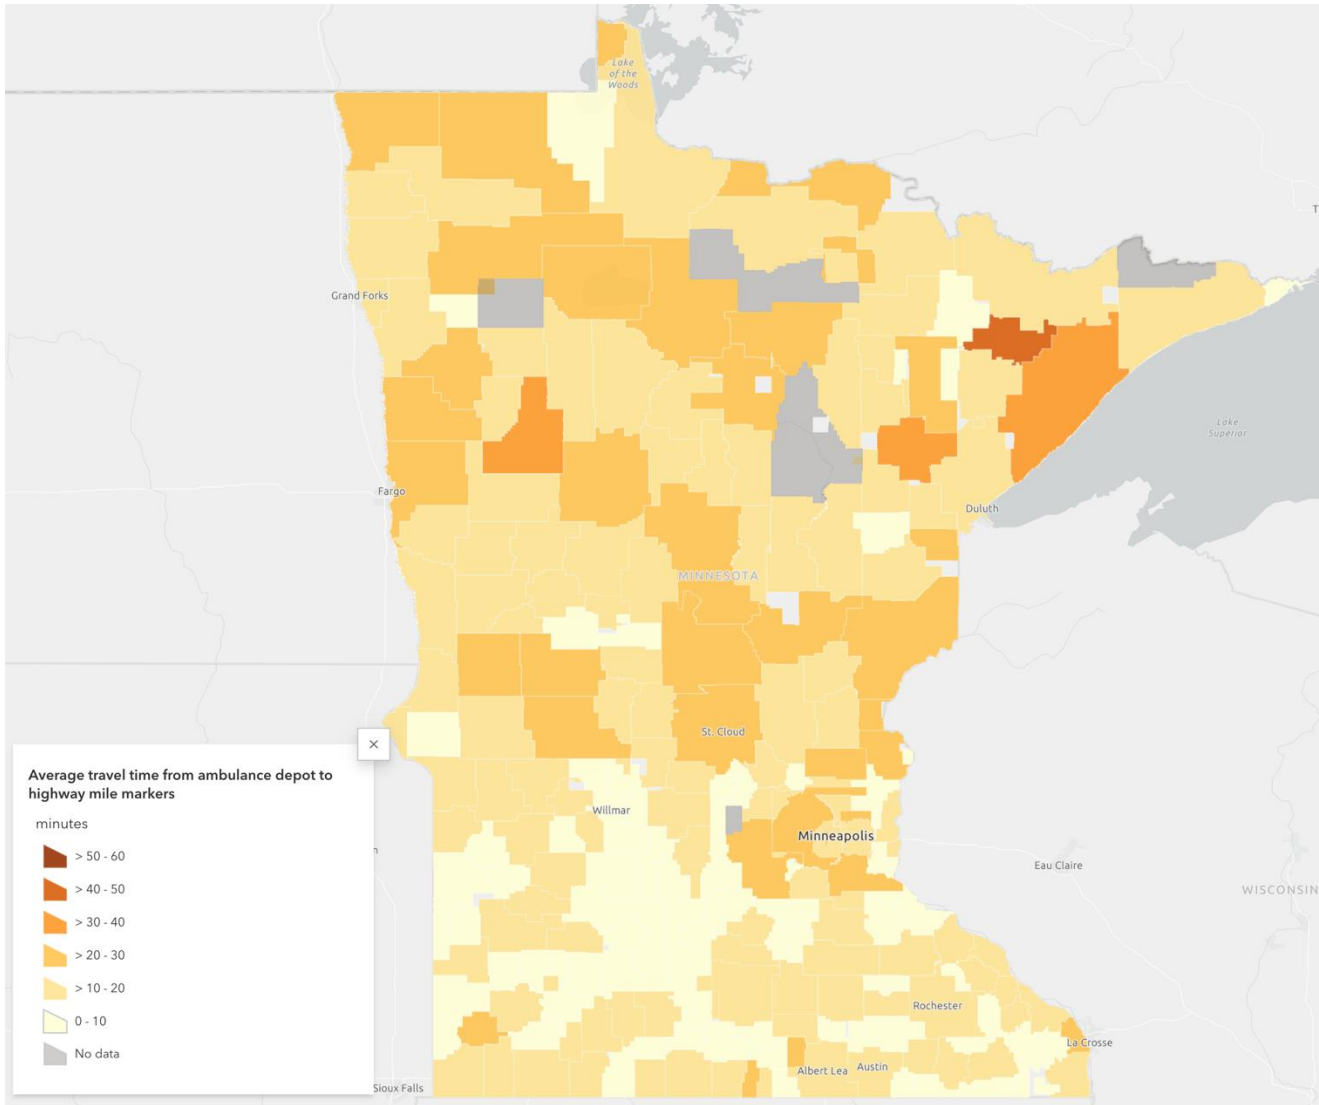 Lake
of the
Woods
T
Grand Forks
Lake
Superior
Fargo
Duluth
MINNESOTA
St. Cloud
×
Average travel time from ambulance depot to
highway mile markers
minutes
> 50 - 60
> 40 - 50
> 30 - 40
> 20 - 30
> 10 - 20
0 - 10
No data
Willmar
Minneapolis
n
Eau Claire
WISCONSIN
Rochester
La Crosse
Albert Lea
Austin
Sioux Falls